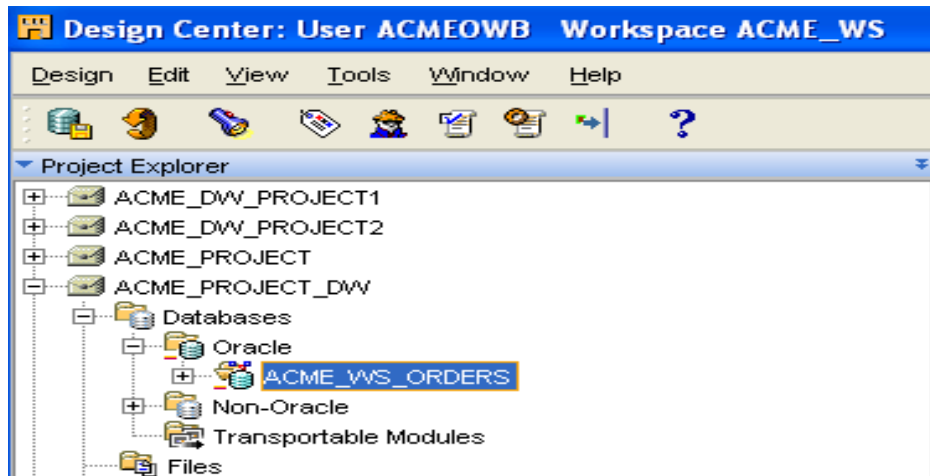 Design Center: User ACMEOWB Workspace ACME_WS
Design Edit View Tools Window Help
Project Explorer
ACME_DW_PROJECT1
ACME_DW_PROJECT2
ACME_PROJECT
ACME_PROJECT_DW
Databases
Oracle
ACME_WS_ORDERS
Non-Oracle
Transportable Modules
Files